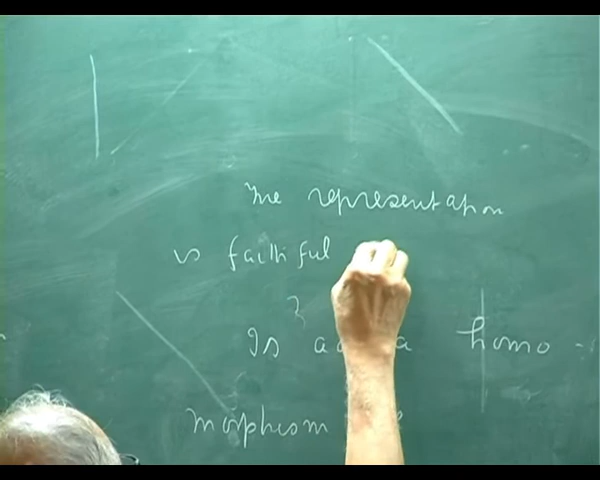 The representation
is faithful
Is a a homo -
morphism